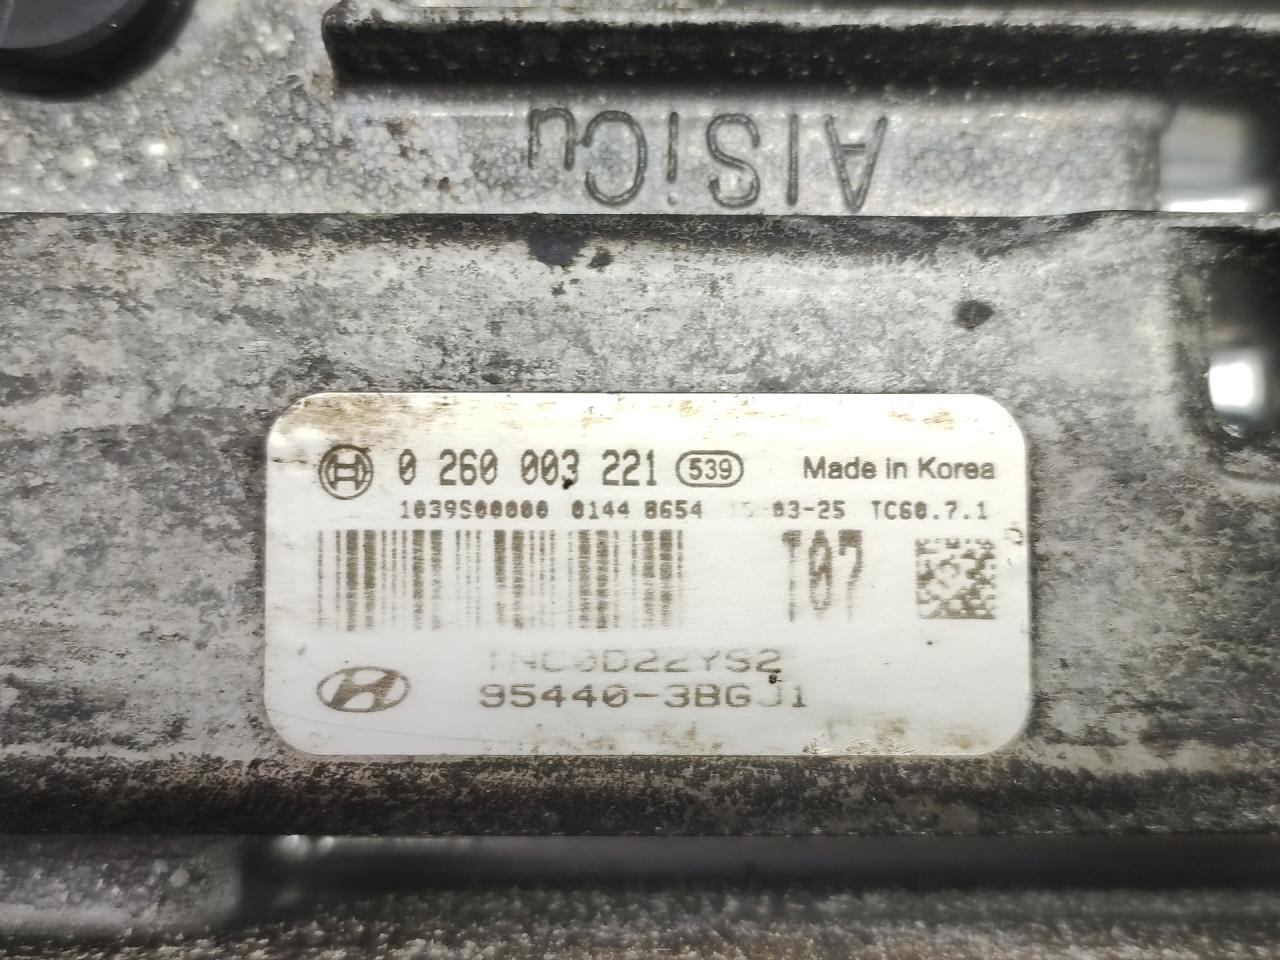 AlSiCu
0 260 003 221 539 Made in Korea
1039S00000 0144 8654 03-25 TC60.7.1
T07
95440-3BGJ1